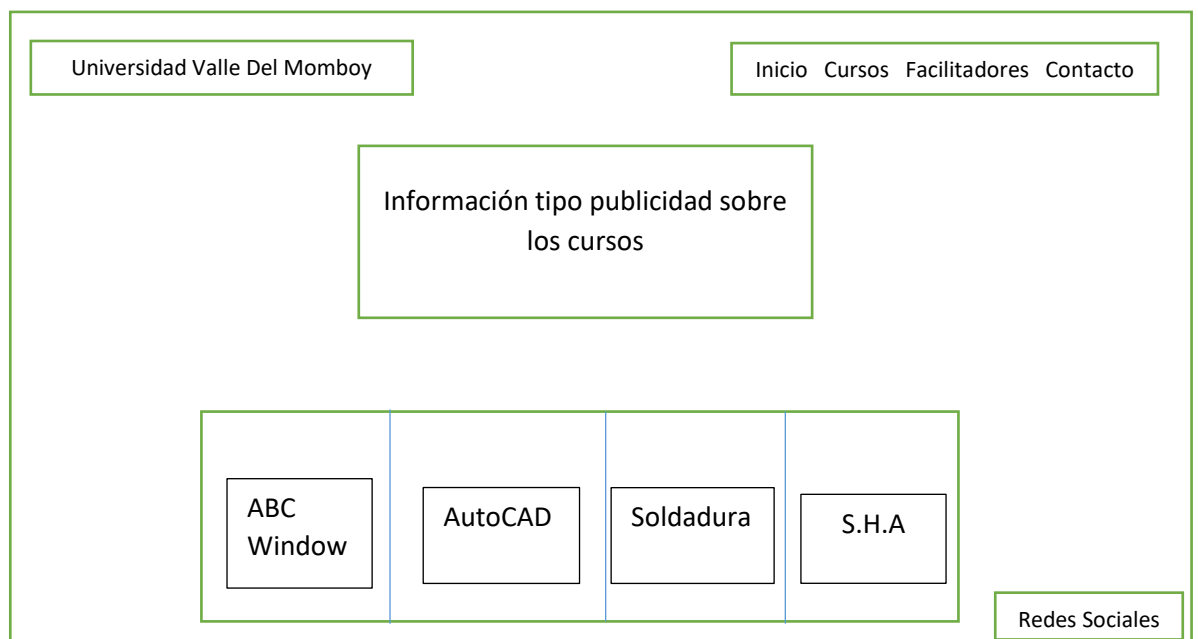 Universidad Valle Del Momboy
Inicio Cursos Facilitadores Contacto
Información tipo publicidad sobre
los cursos
ABC
Window
AutoCAD
Soldadura
S.H.A
Redes Sociales